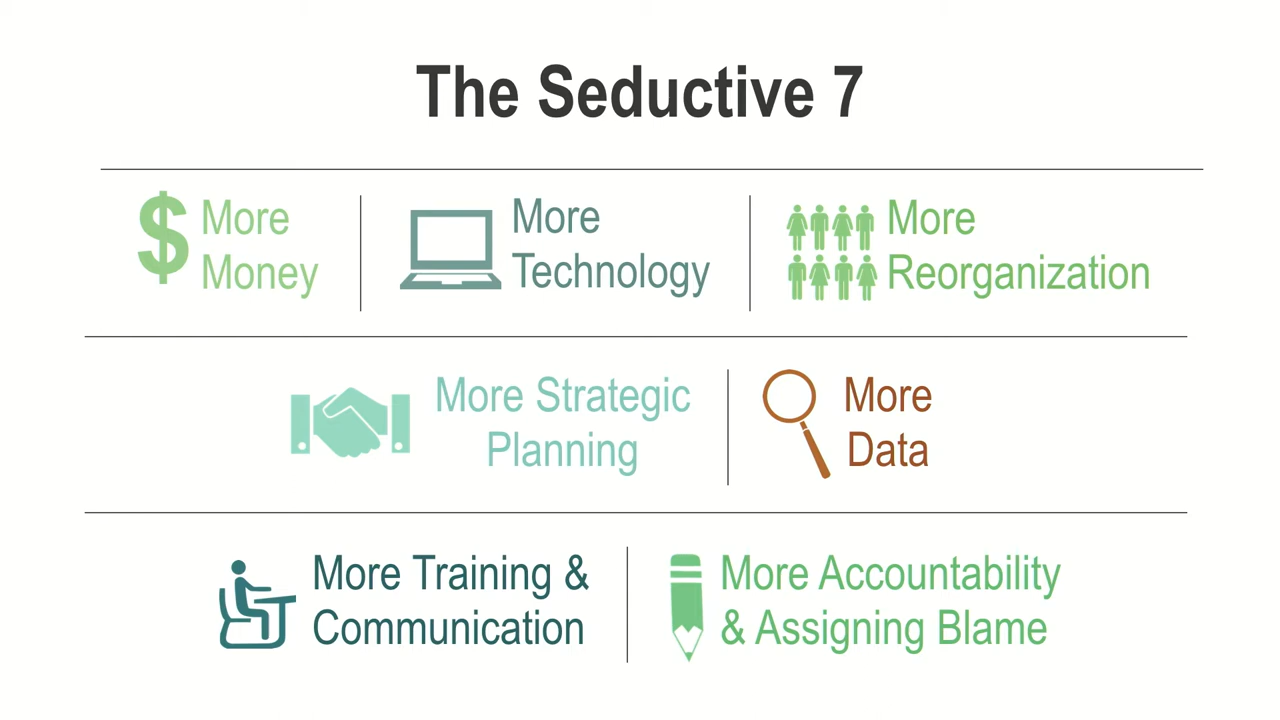 The Seductive 7
$ More
Money
More
Technology
More
Reorganization
More Strategic
Planning
More
Data
More Training &
Communication
More Accountability
& Assigning Blame